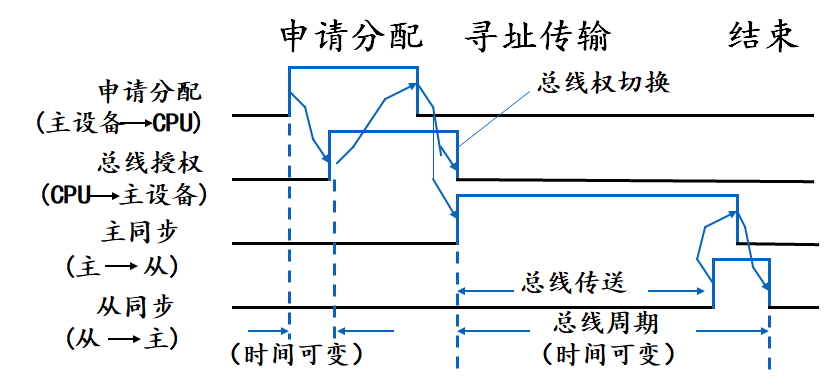 申请分配 寻址传输 结束
总线权切换
申请分配
(主设备→CPU)
总线授权
(CPU→主设备)
主同步
(主→从)
从同步
(从→主)
总线传送
总线周期
(时间可变)
(时间可变)